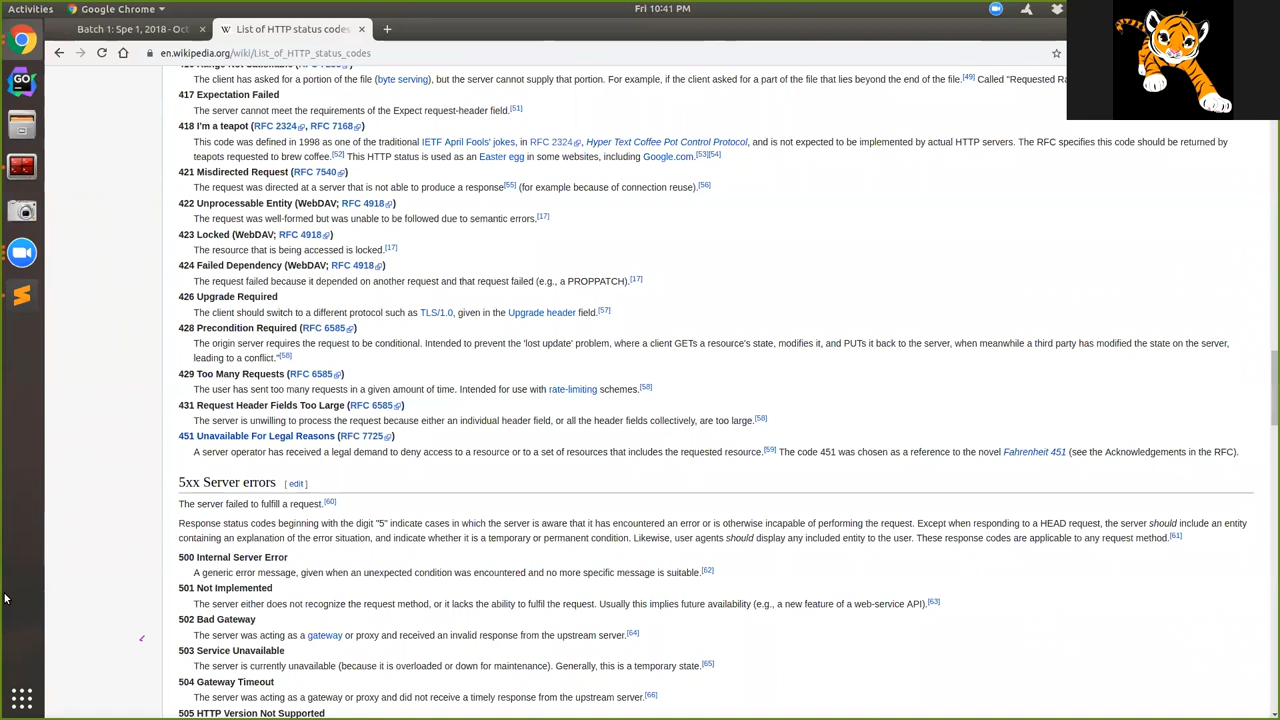 Activities Google Chrome Fri 10:41 PM
Batch 1: Spe 1, 2018 - Oct × W List of HTTP status codes × +
en.wikipedia.org/wiki/List_of_HTTP_status_codes
The client has asked for a portion of the file (byte serving), but the server cannot supply that portion. For example, if the client asked for a part of the file that lies beyond the end of the file.[49] Called "Requested Ra
417 Expectation Failed
The server cannot meet the requirements of the Expect request-header field.[51]
418 I'm a teapot (RFC 2324, RFC 7168)
This code was defined in 1998 as one of the traditional IETF April Fools' jokes, in RFC 2324, Hyper Text Coffee Pot Control Protocol, and is not expected to be implemented by actual HTTP servers. The RFC specifies this code should be returned by
teapots requested to brew coffee.[52] This HTTP status is used as an Easter egg in some websites, including Google.com.[53][54]
421 Misdirected Request (RFC 7540)
The request was directed at a server that is not able to produce a response[55] (for example because of connection reuse).[56]
422 Unprocessable Entity (WebDAV; RFC 4918)
The request was well-formed but was unable to be followed due to semantic errors.[17]
423 Locked (WebDAV; RFC 4918)
The resource that is being accessed is locked.[17]
424 Failed Dependency (WebDAV; RFC 4918)
The request failed because it depended on another request and that request failed (e.g., a PROPPATCH).[17]
426 Upgrade Required
The client should switch to a different protocol such as TLS/1.0, given in the Upgrade header field.[57]
428 Precondition Required (RFC 6585)
The origin server requires the request to be conditional. Intended to prevent the 'lost update' problem, where a client GETs a resource's state, modifies it, and PUTs it back to the server, when meanwhile a third party has modified the state on the server,
leading to a conflict."[58]
429 Too Many Requests (RFC 6585)
The user has sent too many requests in a given amount of time. Intended for use with rate-limiting schemes.[58]
431 Request Header Fields Too Large (RFC 6585)
The server is unwilling to process the request because either an individual header field, or all the header fields collectively, are too large.[58]
451 Unavailable For Legal Reasons (RFC 7725)
A server operator has received a legal demand to deny access to a resource or to a set of resources that includes the requested resource.[59] The code 451 was chosen as a reference to the novel Fahrenheit 451 (see the Acknowledgements in the RFC).
5xx Server errors [ edit ]
The server failed to fulfill a request.[60]
Response status codes beginning with the digit "5" indicate cases in which the server is aware that it has encountered an error or is otherwise incapable of performing the request. Except when responding to a HEAD request, the server should include an entity
containing an explanation of the error situation, and indicate whether it is a temporary or permanent condition. Likewise, user agents should display any included entity to the user. These response codes are applicable to any request method.[61]
500 Internal Server Error
A generic error message, given when an unexpected condition was encountered and no more specific message is suitable.[62]
501 Not Implemented
The server either does not recognize the request method, or it lacks the ability to fulfil the request. Usually this implies future availability (e.g., a new feature of a web-service API).[63]
502 Bad Gateway
The server was acting as a gateway or proxy and received an invalid response from the upstream server.[64]
503 Service Unavailable
The server is currently unavailable (because it is overloaded or down for maintenance). Generally, this is a temporary state.[65]
504 Gateway Timeout
The server was acting as a gateway or proxy and did not receive a timely response from the upstream server.[66]
505 HTTP Version Not Supported